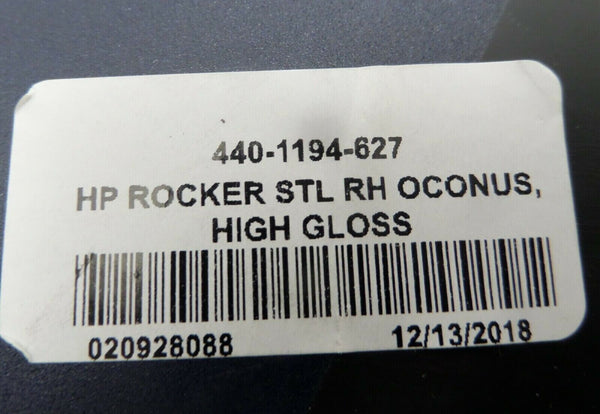 440-1194-627
HP ROCKER STL RH OCONUS,
HIGH GLOSS
020928088 12/13/2018